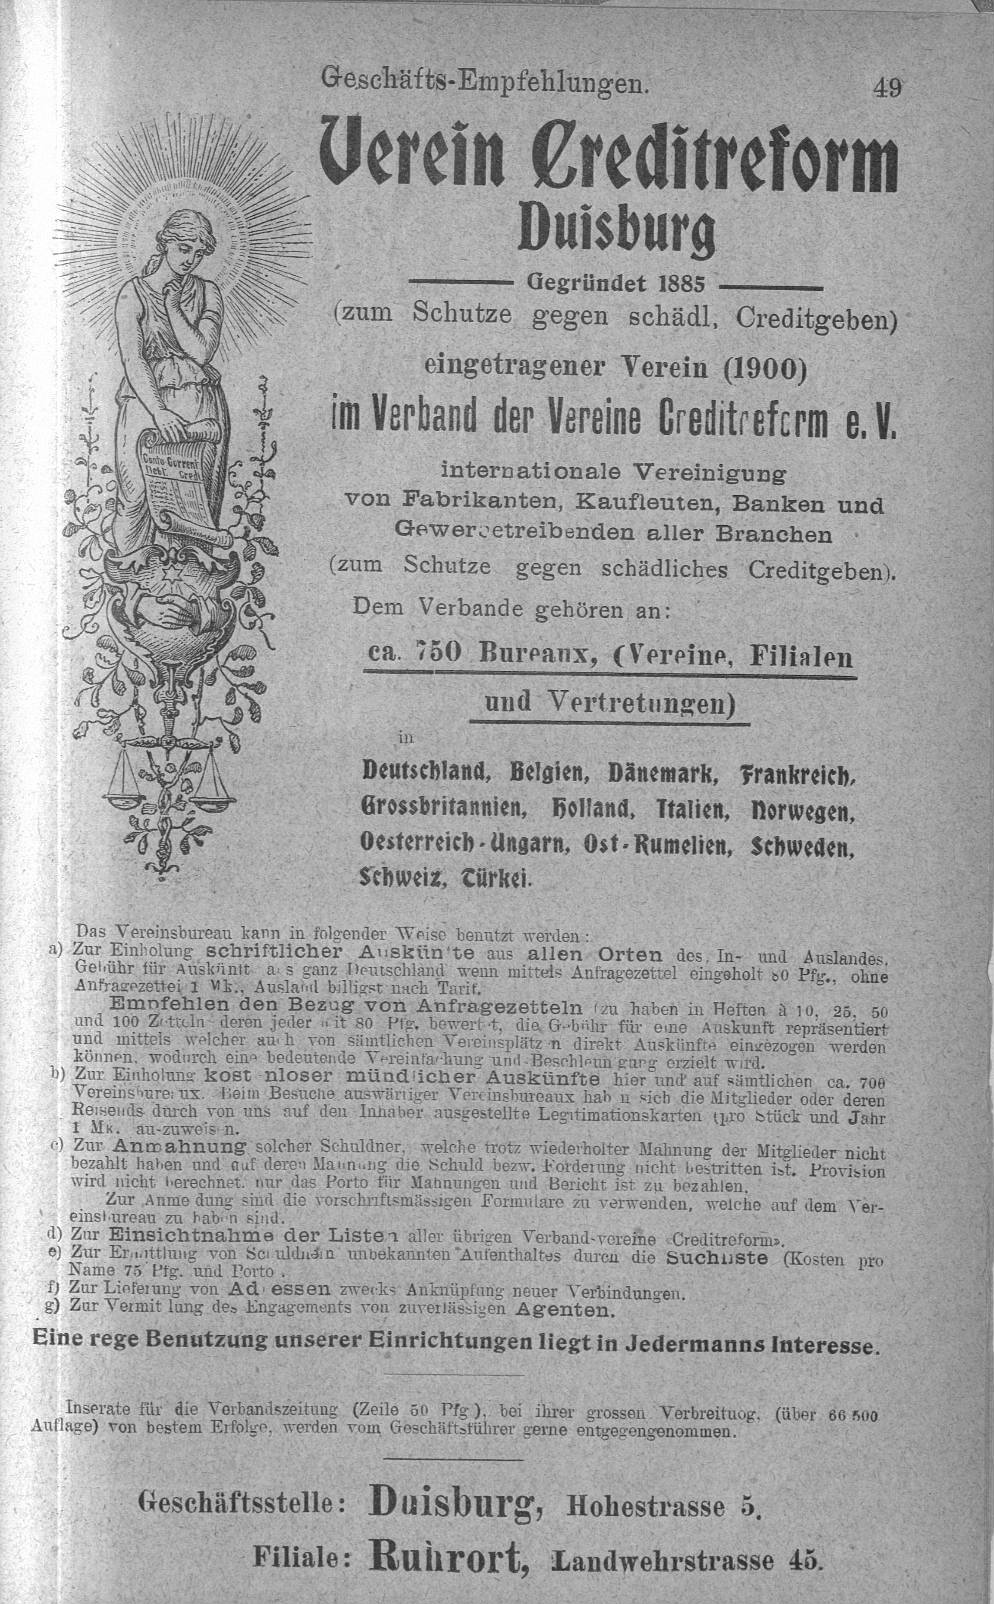 Geschäfts-Empfehlungen. 49
Verein Creditreform
Duisburg
Gegründet 1885
(zum Schutze gegen schädl. Creditgeben)
eingetragener Verein (1900)
im Verband der Vereine Creditreform e. V.
internationale Vereinigung
von Fabrikanten, Kaufleuten, Banken und
Gewerbetreibenden aller Branchen
(zum Schutze gegen schädliches Creditgeben).
Dem Verbande gehören an:
ca. 750 Bureaux, (Vereine, Filialen
und Vertretungen)
in
Deutschland, Belgien, Dänemark, Frankreich,
Grossbritannien, Holland, Italien, Norwegen,
Oesterreich-Ungarn, Ost-Rumelien, Schweden,
Schweiz, Türkei.
Conto Corrent
Debt. Credt
Das Vereinsbureau kann in folgender Weise benutzt werden:
a) Zur Einholung schriftlicher Auskünfte aus allen Orten des In- und Auslandes,
Gebühr für Auskünft aus ganz Deutschland wenn mittels Anfragezettel eingeholt 80 Pfg., ohne
Anfragezettel 1 Mk., Ausland billigst nach Tarif.
Empfehlen den Bezug von Anfragezetteln (zu haben in Heften à 10, 25, 50
und 100 Zetteln deren jeder mit 80 Pfg. bewertet, die Gebühr für eine Auskunft repräsentiert
und mittels welcher auch von sämtlichen Vereinsplätzen direkt Auskünfte eingezogen werden
können, wodurch eine bedeutende Vereinfachung und Beschleunigung erzielt wird.
b) Zur Einholung kostenloser mündlicher Auskünfte hier und auf sämtlichen ca. 700
Vereinsbureaux. Beim Besuche auswärtiger Vereinsbureaux haben sich die Mitglieder oder deren
Reisends durch von uns auf den Inhaber ausgestellte Legitimationskarten (pro Stück und Jahr
1 Mk. auszuweisen.
c) Zur Anmahnung solcher Schuldner, welche trotz wiederholter Mahnung der Mitglieder nicht
bezahlt haben und auf deren Mahnung die Schuld bezw. Forderung nicht bestritten ist. Provision
wird nicht berechnet, nur das Porto für Mahnungen und Bericht ist zu bezahlen.
Zur Anmeldung sind die vorschriftsmässigen Formulare zu verwenden, welche auf dem Ver-
einsbureau zu haben sind.
d) Zur Einsichtnahme der Listen aller übrigen Verbandsvereine «Creditreform».
e) Zur Ermittlung von Schuldnern unbekannten Aufenthaltes durch die Suchliste (Kosten pro
Name 75 Pfg. und Porto.
f) Zur Lieferung von Adressen zwecks Anknüpfung neuer Verbindungen.
g) Zur Vermittlung des Engagements von zuverlässigen Agenten.
Eine rege Benutzung unserer Einrichtungen liegt in Jedermanns Interesse.
Inserate für die Verbandszeitung (Zeile 50 Pfg.), bei ihrer grossen Verbreitung, (über 66 500
Auflage) von bestem Erfolge, werden vom Geschäftsführer gerne entgegengenommen.
Geschäftsstelle: Duisburg, Hohestrasse 5.
Filiale: Ruhrort, Landwehrstrasse 45.